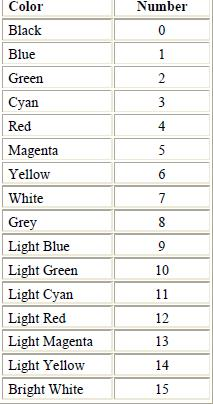 Color Number
Black 0
Blue 1
Green 2
Cyan 3
Red 4
Magenta 5
Yellow 6
White 7
Grey 8
Light Blue 9
Light Green 10
Light Cyan 11
Light Red 12
Light Magenta 13
Light Yellow 14
Bright White 15